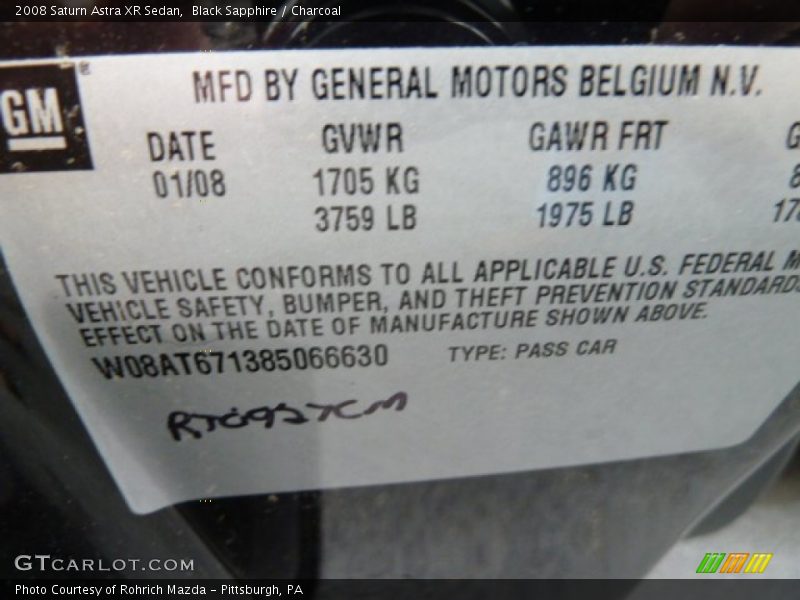 2008 Saturn Astra XR Sedan, Black Sapphire / Charcoal
GM
MFD BY GENERAL MOTORS BELGIUM N.V.
DATE GVWR GAWR FRT G
01/08 1705 KG 896 KG 8
3759 LB 1975 LB 178
THIS VEHICLE CONFORMS TO ALL APPLICABLE U.S. FEDERAL M
VEHICLE SAFETY, BUMPER, AND THEFT PREVENTION STANDARDS
EFFECT ON THE DATE OF MANUFACTURE SHOWN ABOVE.
W08AT671385066630 TYPE: PASS CAR
GTCARLOT.COM
Photo Courtesy of Rohrich Mazda - Pittsburgh, PA